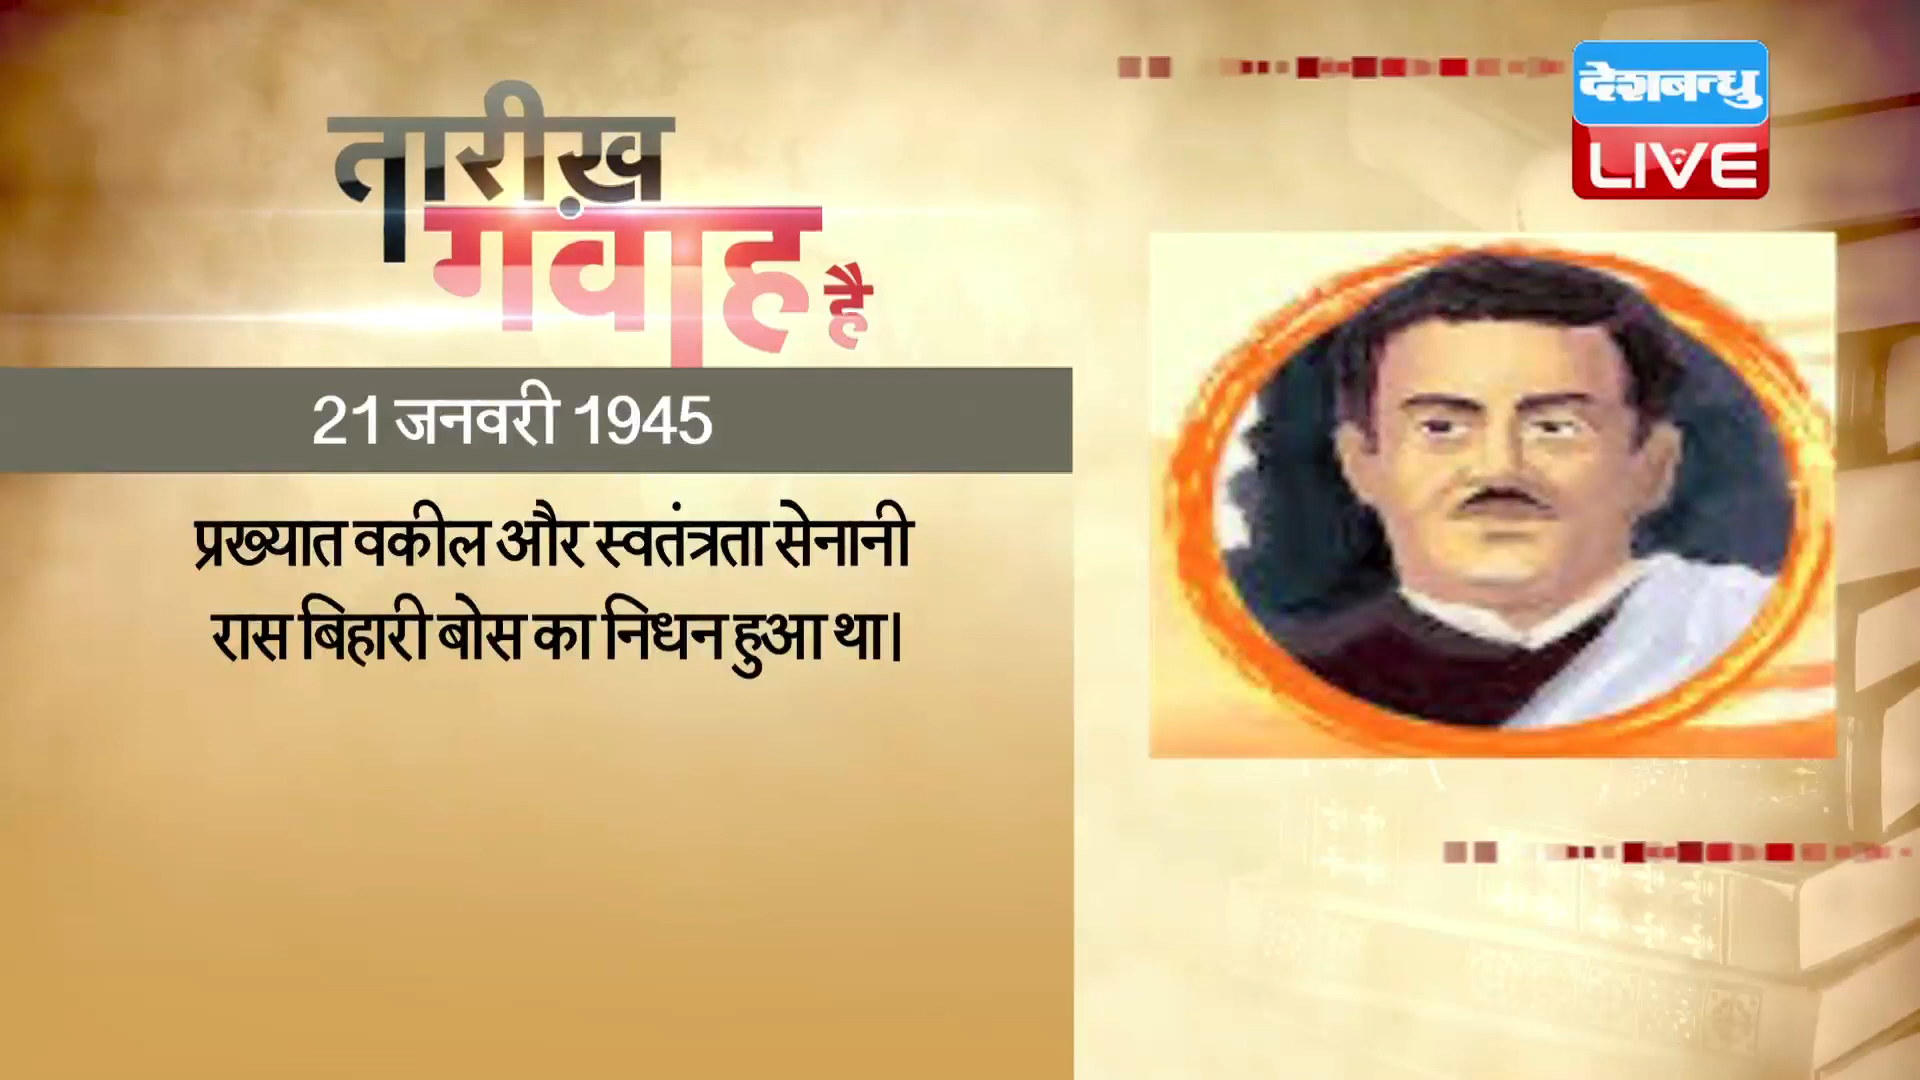 तारीख़
गवाह है
देशबन्धु
LIVE
21 जनवरी 1945
प्रख्यात वकील और स्वतंत्रता सेनानी
रास बिहारी बोस का निधन हुआ था।